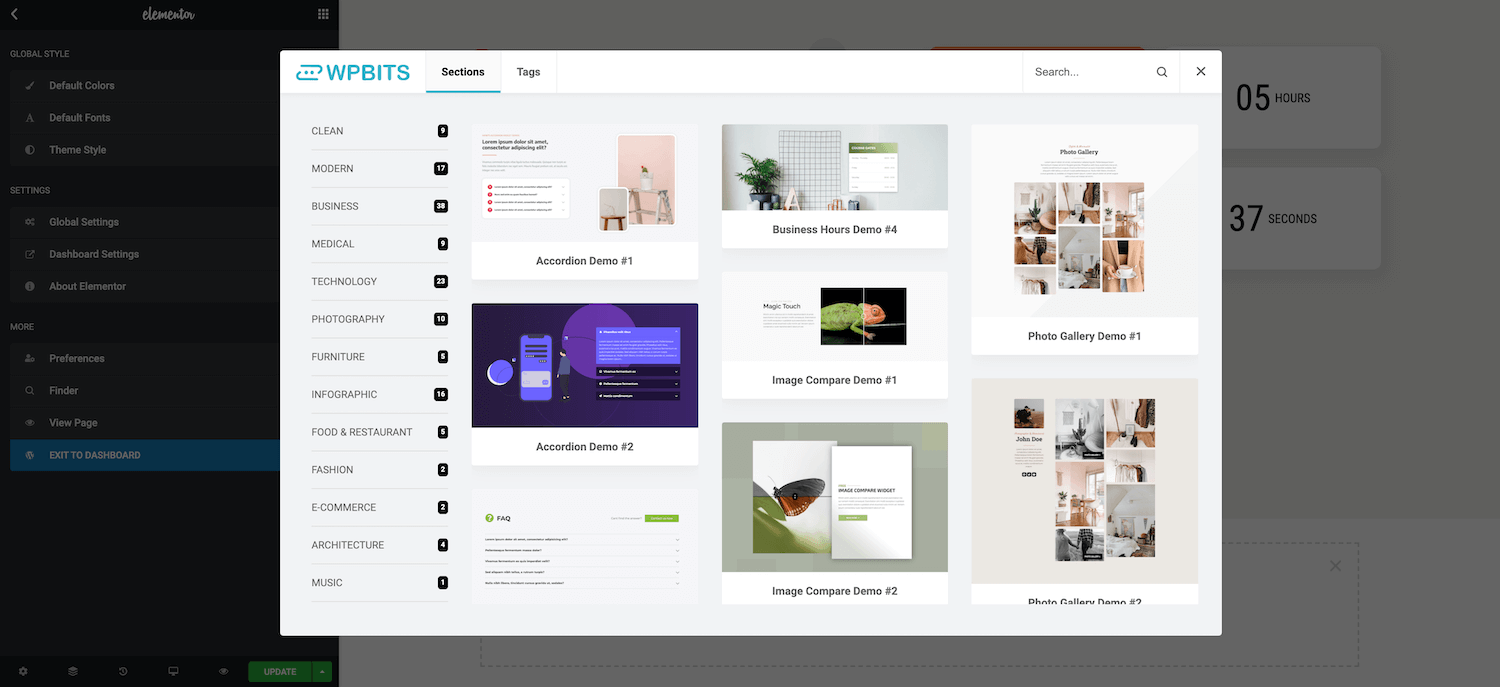 elementor
GLOBAL STYLE
Default Colors
Default Fonts
Theme Style
SETTINGS
Global Settings
Dashboard Settings
About Elementor
MORE
Preferences
Finder
View Page
EXIT TO DASHBOARD
UPDATE
WPBITS
Sections
Tags
Search...
CLEAN 9
MODERN 17
BUSINESS 38
MEDICAL 9
TECHNOLOGY 23
PHOTOGRAPHY 10
FURNITURE 5
INFOGRAPHIC 16
FOOD & RESTAURANT 5
FASHION 2
E-COMMERCE 2
ARCHITECTURE 4
MUSIC 1
Lorem ipsum dolor sit amet, consectetur adipiscing elit?
Accordion Demo #1
Accordion Demo #2
FAQ
Business Hours Demo #4
Magic Touch
Image Compare Demo #1
IMAGE COMPARE WIDGET
Image Compare Demo #2
Photo Gallery
Photo Gallery Demo #1
John Doe
Photo Gallery Demo #2
05 HOURS
37 SECONDS